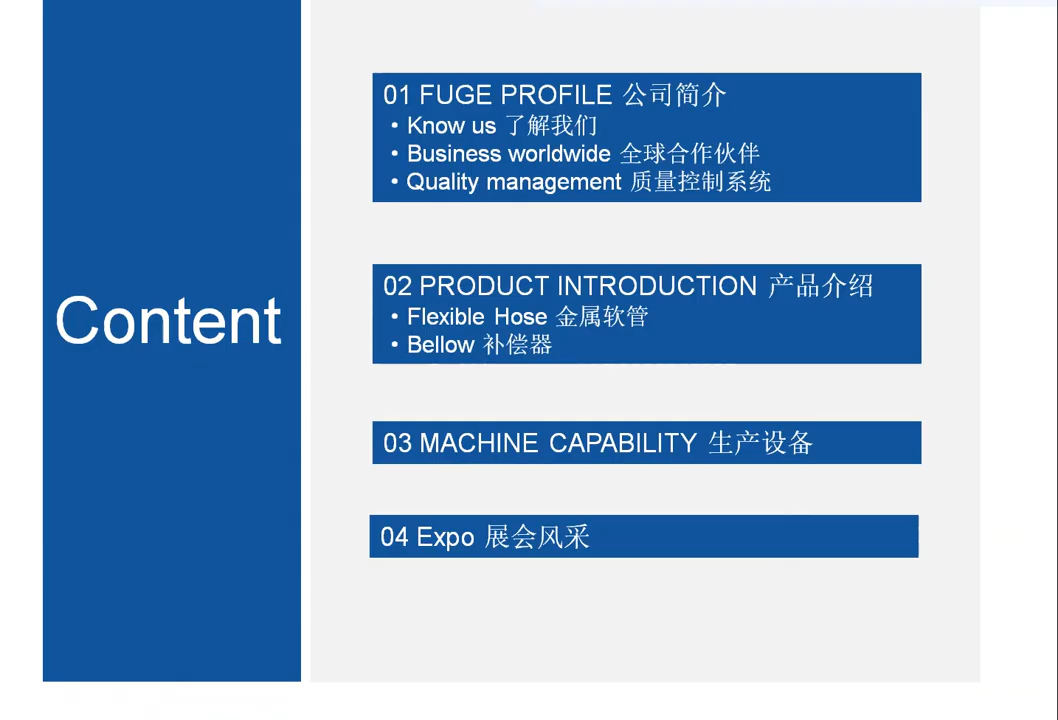 Content
01 FUGE PROFILE 公司简介
• Know us 了解我们
• Business worldwide 全球合作伙伴
• Quality management 质量控制系统
02 PRODUCT INTRODUCTION 产品介绍
• Flexible Hose 金属软管
• Bellow 补偿器
03 MACHINE CAPABILITY 生产设备
04 Expo 展会风采